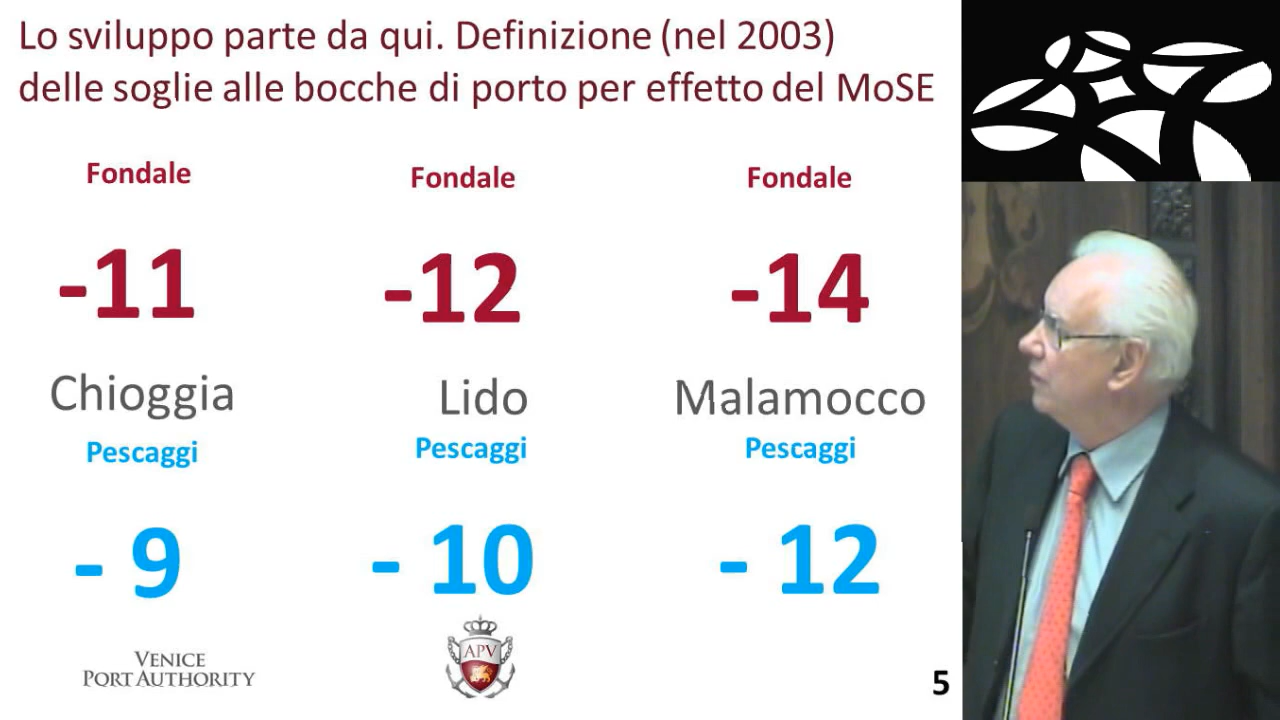 Lo sviluppo parte da qui. Definizione (nel 2003)
delle soglie alle bocche di porto per effetto del MoSE
Fondale Fondale Fondale
-11 -12 -14
Chioggia Lido Malamocco
Pescaggi Pescaggi Pescaggi
- 9 - 10 - 12
VENICE
PORT AUTHORITY
APV
5